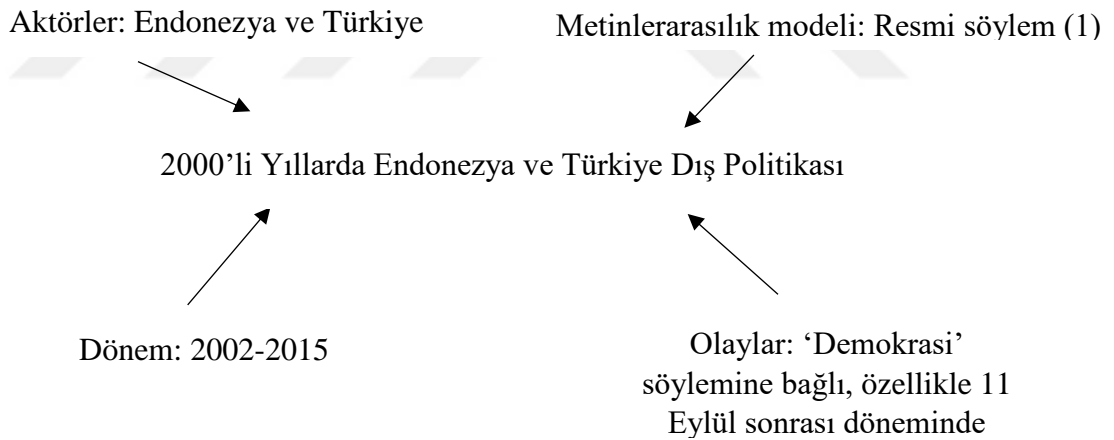 Aktörler: Endonezya ve Türkiye
Metinlerarasılık modeli: Resmi söylem (1)
2000’li Yıllarda Endonezya ve Türkiye Dış Politikası
Dönem: 2002-2015
Olaylar: ‘Demokrasi’
söylemine bağlı, özellikle 11
Eylül sonrası döneminde